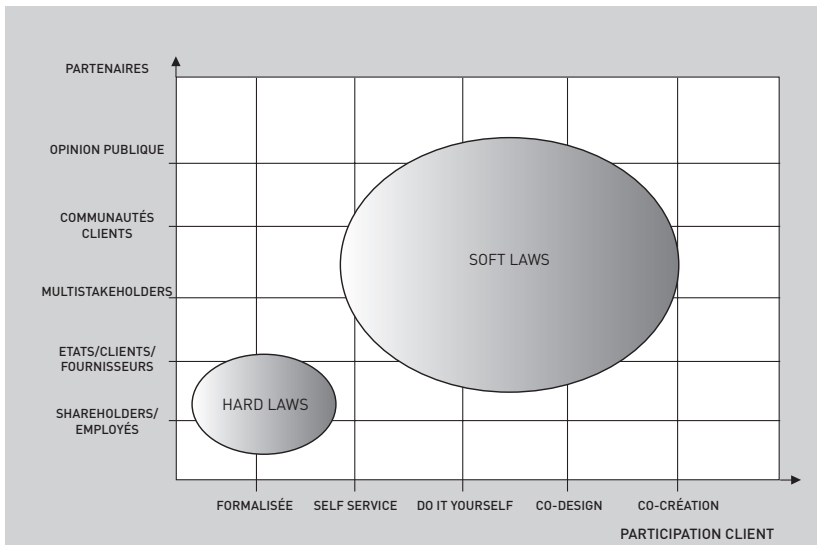 PARTENAIRES
OPINION PUBLIQUE
COMMUNAUTÉS
CLIENTS
MULTISTAKEHOLDERS
ETATS/CLIENTS/
FOURNISSEURS
SHAREHOLDERS/
EMPLOYÉS
SOFT LAWS
HARD LAWS
FORMALISÉE
SELF SERVICE
DO IT YOURSELF
CO-DESIGN
CO-CRÉATION
PARTICIPATION CLIENT